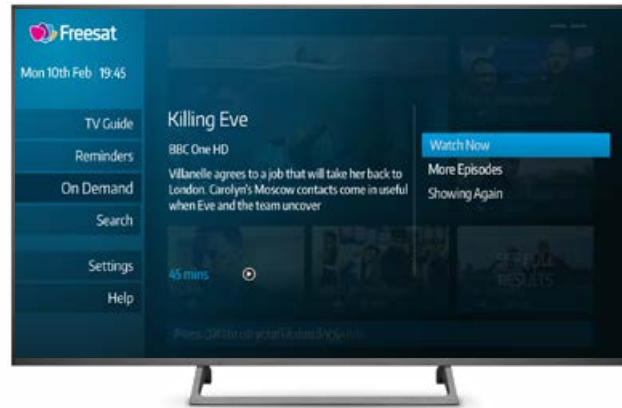 Freesat
Mon 10th Feb 19:45
TV Guide
Reminders
On Demand
Search
Settings
Help
Killing Eve
BBC One HD
Villanelle agrees to a job that will take her back to
London. Carolyn's Moscow contacts come in useful
when Eve and the team uncover
45 mins
Watch Now
More Episodes
Showing Again
RESULTS